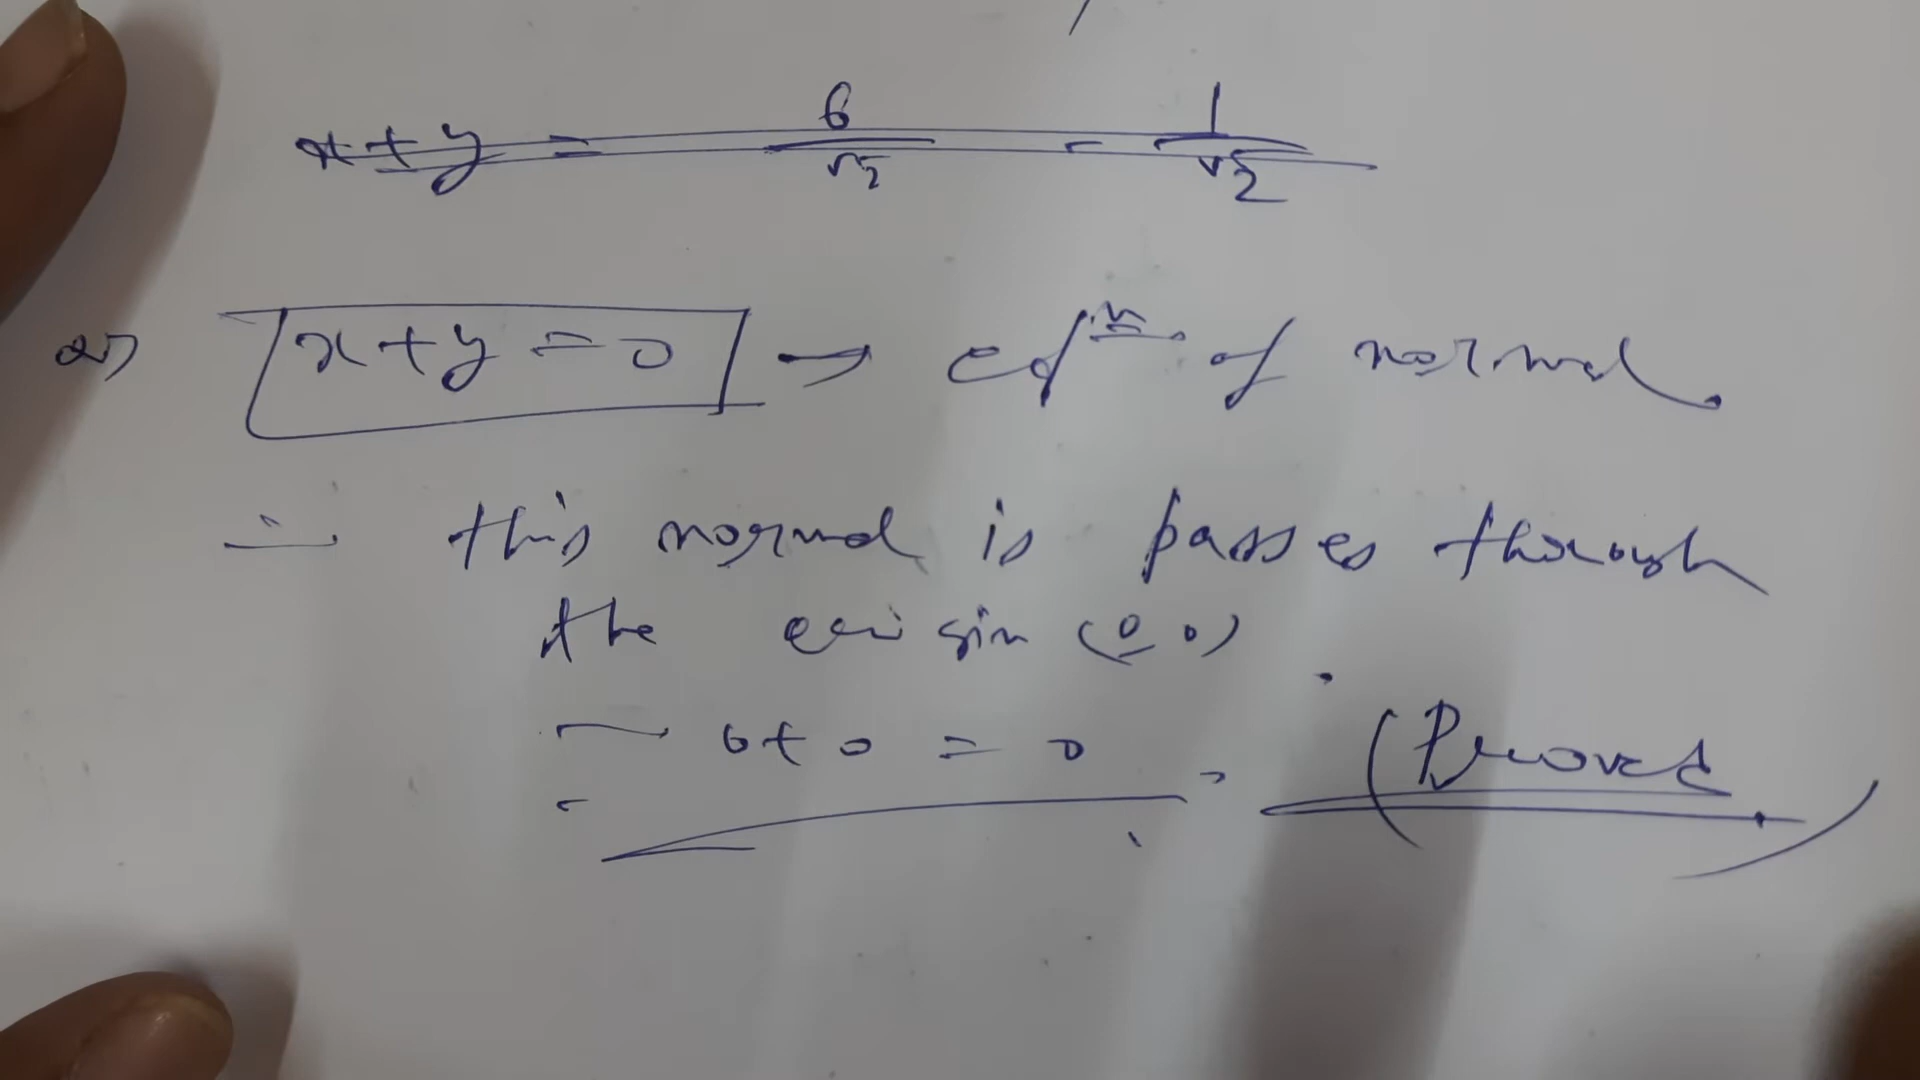 x+y = 6/√2 - 1/√2
or, x+y=0 → eqn. of normal.
∴ this normal is passes through
the origin (0,0)
∴ 0+0 = 0. (Proved)